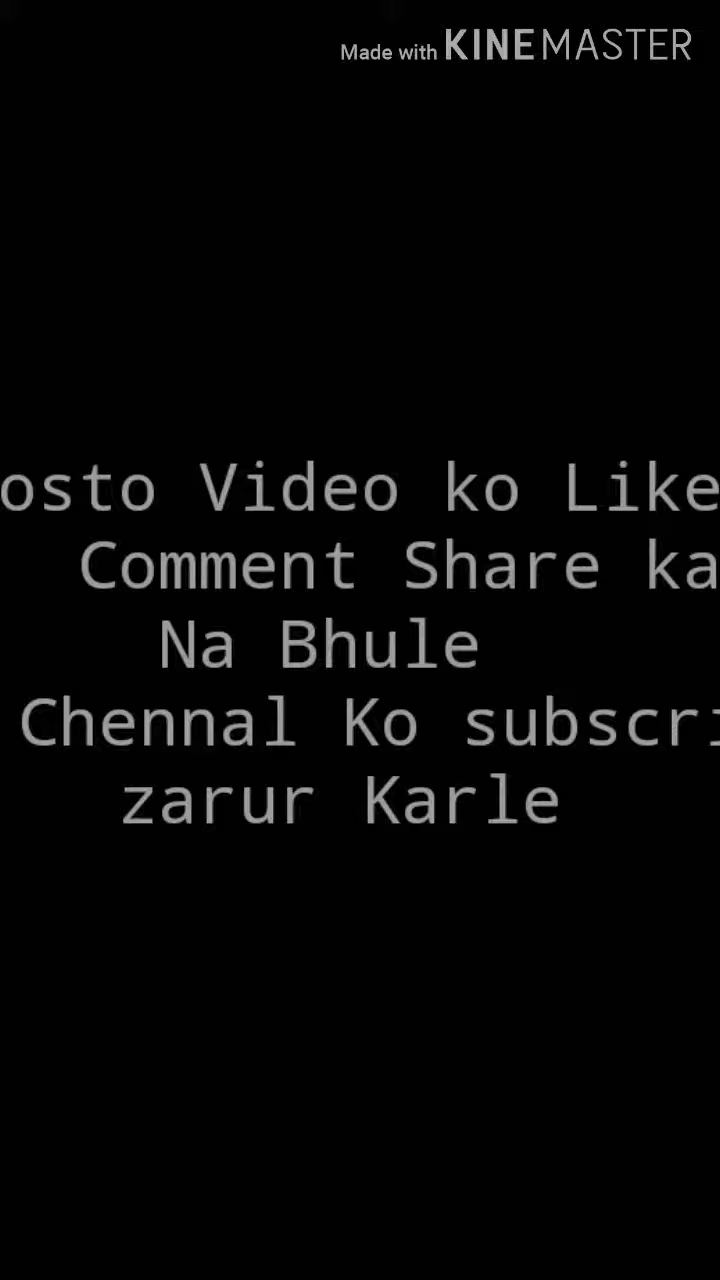 Made with KINEMASTER
osto Video ko Like
Comment Share ka
Na Bhule
Chennal Ko subscri
zarur Karle